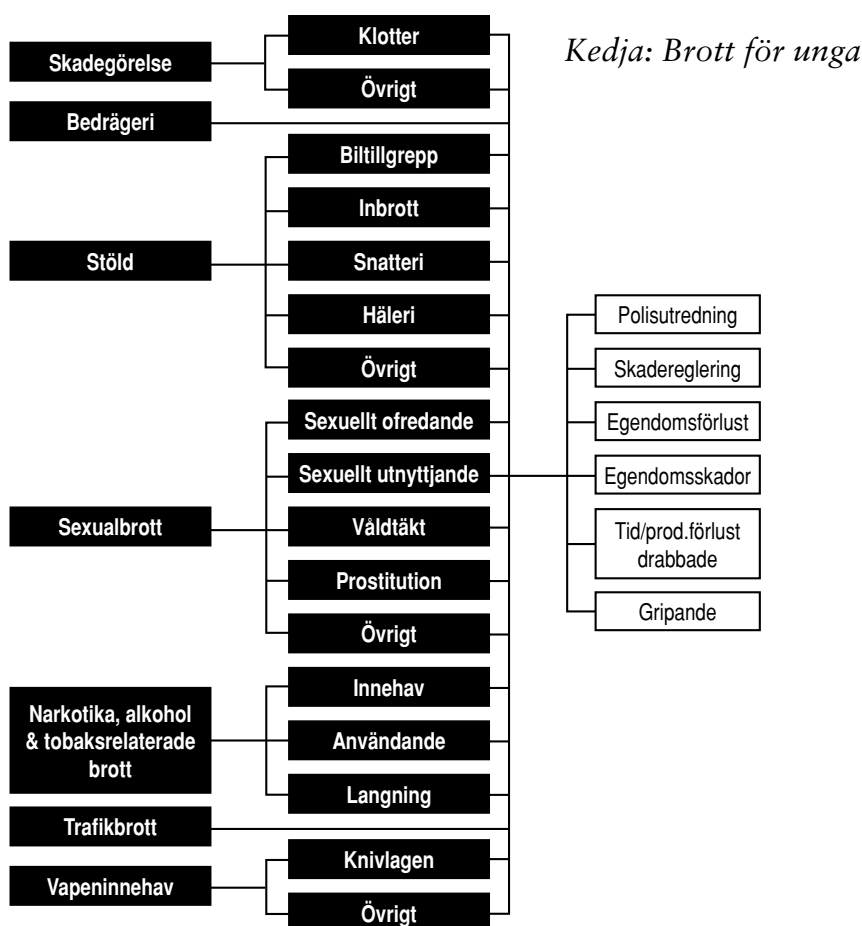 Kedja: Brott för unga
Skadegörelse
Klotter
Övrigt
Bedrägeri
Stöld
Biltillgrepp
Inbrott
Snatteri
Häleri
Övrigt
Sexualbrott
Sexuellt ofredande
Sexuellt utnyttjande
Våldtäkt
Prostitution
Övrigt
Narkotika, alkohol
& tobaksrelaterade
brott
Innehav
Användande
Langning
Trafikbrott
Vapeninnehav
Knivlagen
Övrigt
Polisutredning
Skadereglering
Egendomsförlust
Egendomsskador
Tid/prod.förlust
drabbade
Gripande